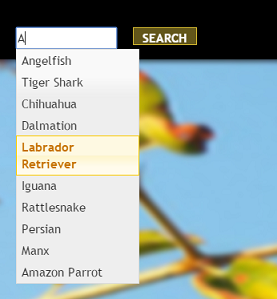 A
SEARCH
Angelfish
Tiger Shark
Chihuahua
Dalmation
Labrador
Retriever
Iguana
Rattlesnake
Persian
Manx
Amazon Parrot